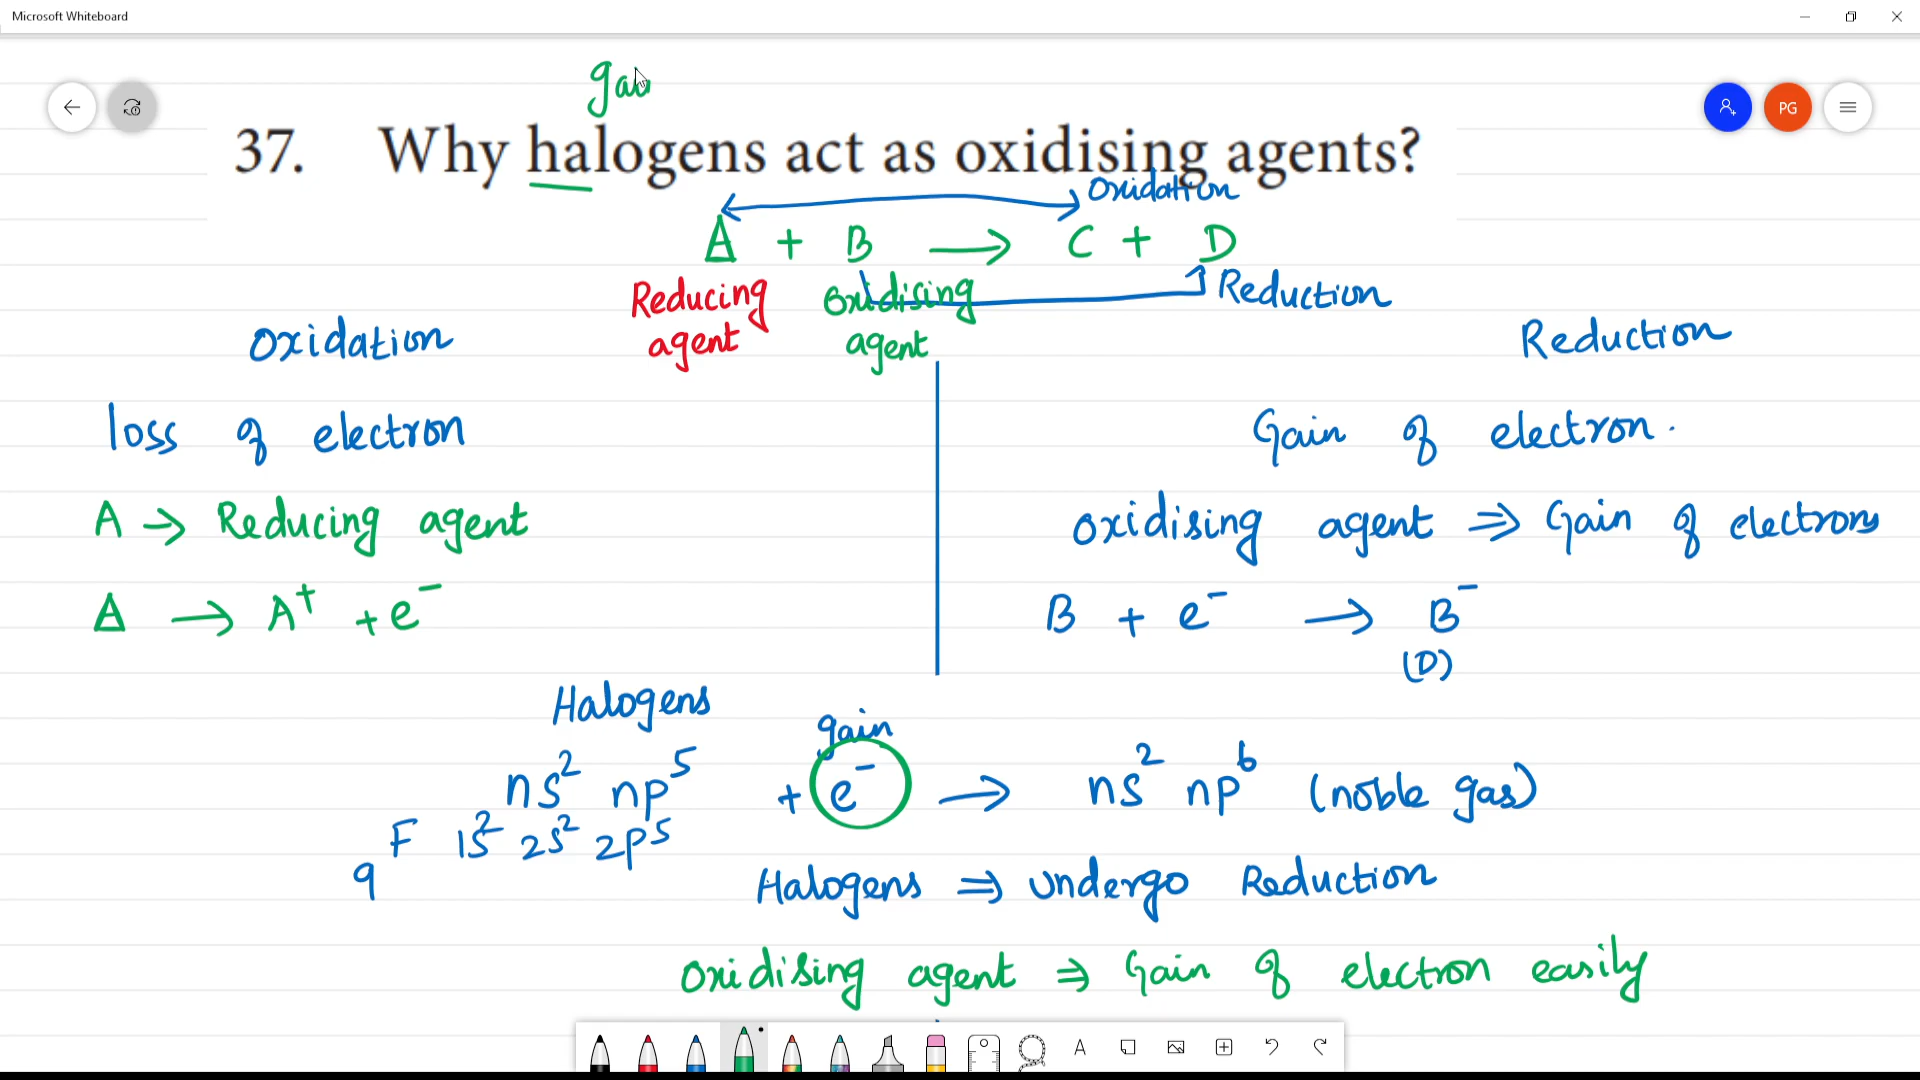 Microsoft Whiteboard
gai
PG
37. Why halogens act as oxidising agents?
Oxidation
A + B → C + D
Reducing agent
Oxidising agent
Reduction
Oxidation
Reduction
loss of electron
Gain of electron.
A → Reducing agent
oxidising agent ⇒ Gain of electrons
A → A⁺ + e⁻
B + e⁻ → B⁻
(D)
Halogens
gain
ns² np⁵ + e⁻ → ns² np⁶ (noble gas)
₉F 1s² 2s² 2p⁵
Halogens ⇒ undergo Reduction
Oxidising agent ⇒ Gain of electron easily
A